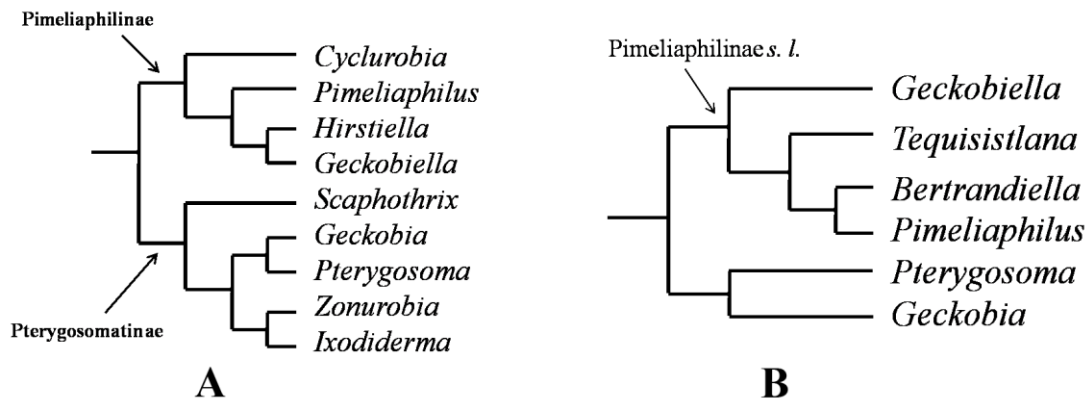 Pimeliaphilinae
Cyclurobia
Pimeliaphilus
Hirstiella
Geckobiella
Scaphothrix
Geckobia
Pterygosoma
Zonurobia
Ixodiderma
Pterygosomatinae
A
Pimeliaphilinae s. l.
Geckobiella
Tequisistlana
Bertrandiella
Pimeliaphilus
Pterygosoma
Geckobia
B